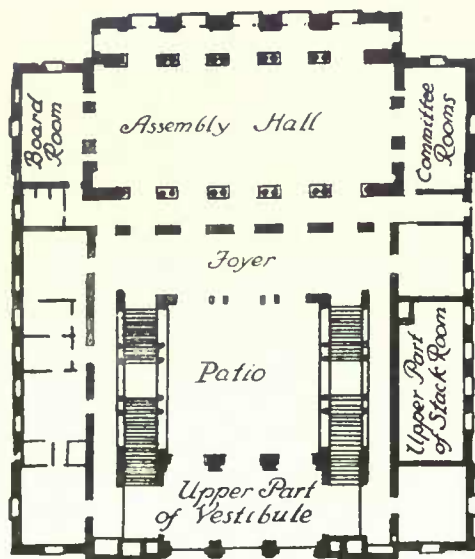 Board
Room
Assembly Hall
Committee
Rooms
Foyer
Patio
Upper Part
of Stack Room
Upper Part
of Vestibule